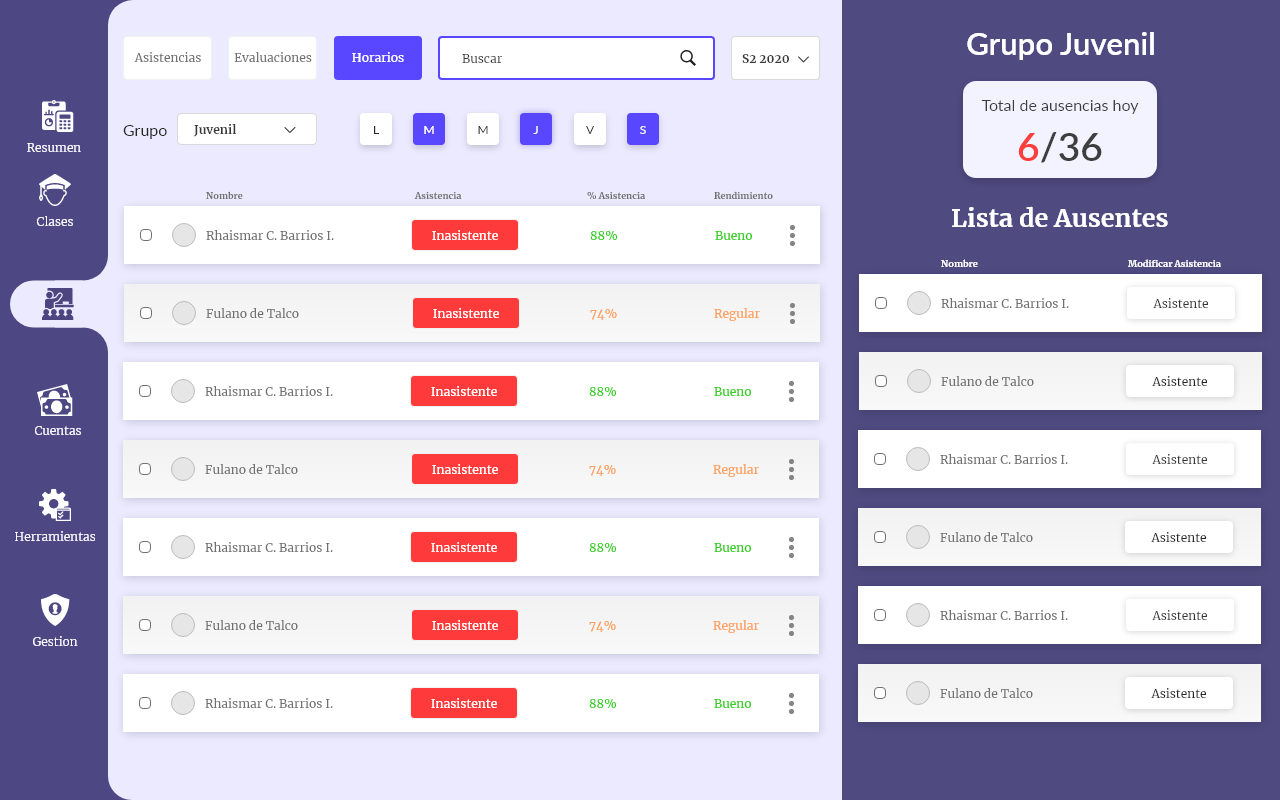 Resumen
Clases
Cuentas
Herramientas
Gestion
Asistencias
Evaluaciones
Horarios
Buscar
S2 2020
Grupo
Juvenil
L M M J V S
Nombre Asistencia % Asistencia Rendimiento
Rhaismar C. Barrios I. Inasistente 88% Bueno
Fulano de Talco Inasistente 74% Regular
Rhaismar C. Barrios I. Inasistente 88% Bueno
Fulano de Talco Inasistente 74% Regular
Rhaismar C. Barrios I. Inasistente 88% Bueno
Fulano de Talco Inasistente 74% Regular
Rhaismar C. Barrios I. Inasistente 88% Bueno
Grupo Juvenil
Total de ausencias hoy
6/36
Lista de Ausentes
Nombre Modificar Asistencia
Rhaismar C. Barrios I. Asistente
Fulano de Talco Asistente
Rhaismar C. Barrios I. Asistente
Fulano de Talco Asistente
Rhaismar C. Barrios I. Asistente
Fulano de Talco Asistente